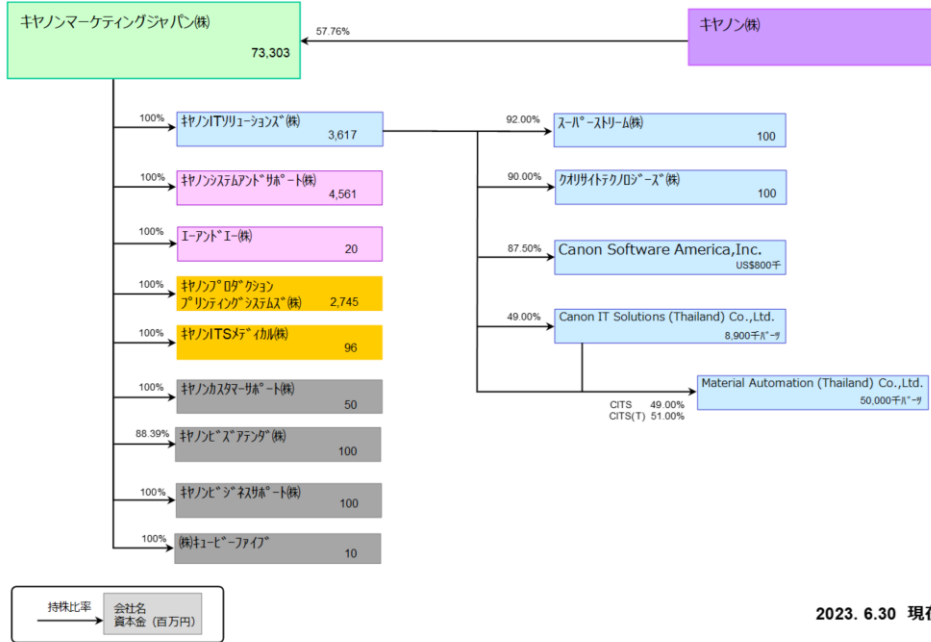 キヤノンマーケティングジャパン㈱
73,303
57.76%
キヤノン㈱
100%
キヤノンITソリューションズ㈱
3,617
92.00%
スーパーストリーム㈱
100
100%
キヤノンシステムアンドサポート㈱
4,561
90.00%
クオリサイトテクノロジーズ㈱
100
100%
エーアンドエー㈱
20
87.50%
Canon Software America,Inc.
US$800千
100%
キヤノンプロダクション
プリンティングシステムズ㈱
2,745
49.00%
Canon IT Solutions (Thailand) Co.,Ltd.
8,900千バーツ
100%
キヤノンITSメディカル㈱
96
100%
キヤノンカスタマーサポート㈱
50
CITS 49.00%
CITS(T) 51.00%
Material Automation (Thailand) Co.,Ltd.
50,000千バーツ
88.39%
キヤノンビズアテンダ㈱
100
100%
キヤノンビジネスサポート㈱
100
100%
㈱キュービーファイブ
10
持株比率
会社名
資本金（百万円）
2023. 6.30 現在